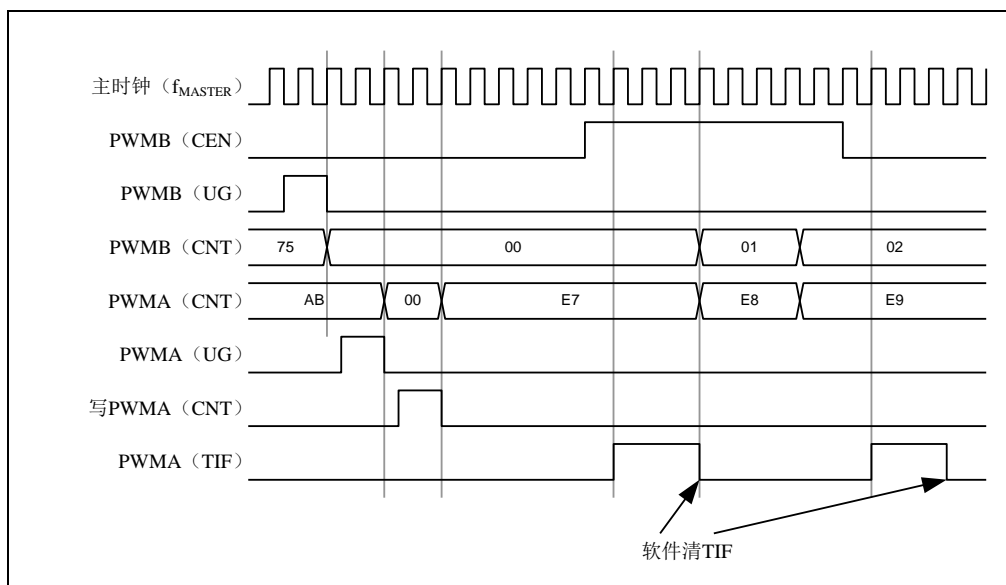 主时钟（fMASTER）
PWMB（CEN）
PWMB（UG）
PWMB（CNT） 75 00 01 02
PWMA（CNT） AB 00 E7 E8 E9
PWMA（UG）
写PWMA（CNT）
PWMA（TIF）
软件清TIF